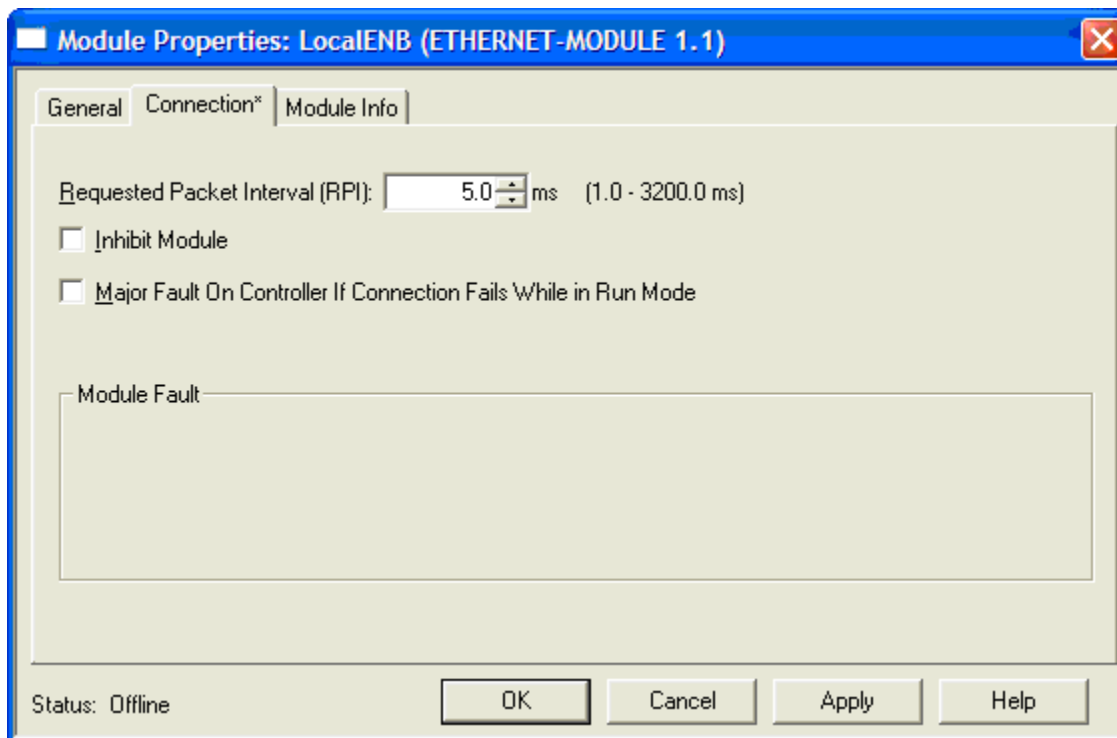 Module Properties: LocalENB (ETHERNET-MODULE 1.1)
General Connection* Module Info
Requested Packet Interval (RPI): 5.0 ms (1.0 - 3200.0 ms)
Inhibit Module
Major Fault On Controller If Connection Fails While in Run Mode
Module Fault
Status: Offline OK Cancel Apply Help